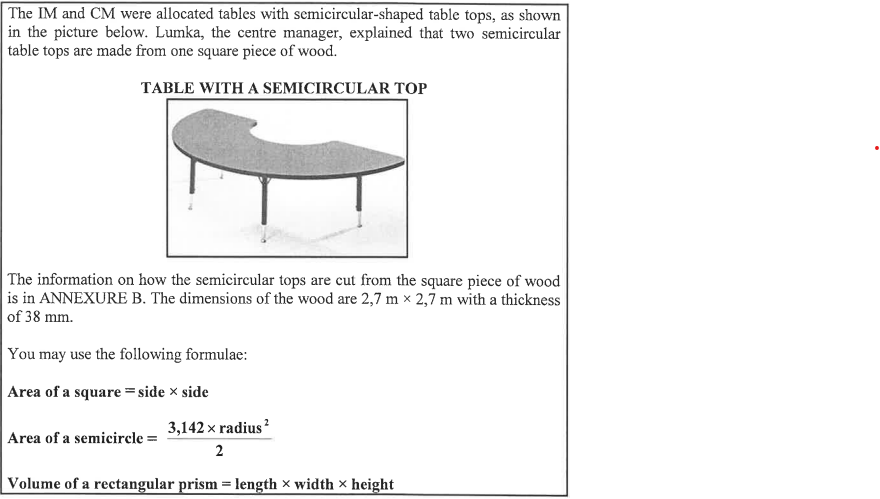 The IM and CM were allocated tables with semicircular-shaped table tops, as shown
in the picture below. Lumka, the centre manager, explained that two semicircular
table tops are made from one square piece of wood.
TABLE WITH A SEMICIRCULAR TOP
The information on how the semicircular tops are cut from the square piece of wood
is in ANNEXURE B. The dimensions of the wood are 2,7 m × 2,7 m with a thickness
of 38 mm.
You may use the following formulae:
Area of a square = side × side
Area of a semicircle = 3,142 × radius² / 2
Volume of a rectangular prism = length × width × height